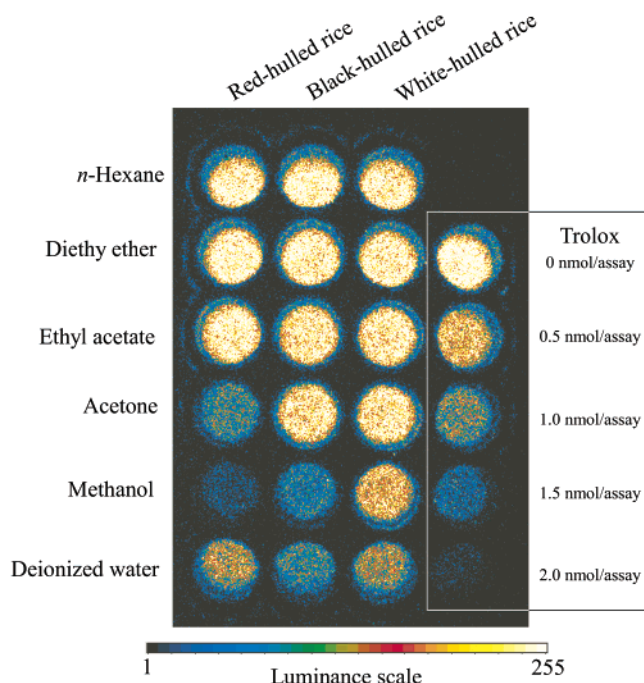 Red-hulled rice
Black-hulled rice
White-hulled rice
n-Hexane
Diethy ether
Trolox
0 nmol/assay
Ethyl acetate
0.5 nmol/assay
Acetone
1.0 nmol/assay
Methanol
1.5 nmol/assay
Deionized water
2.0 nmol/assay
1
255
Luminance scale